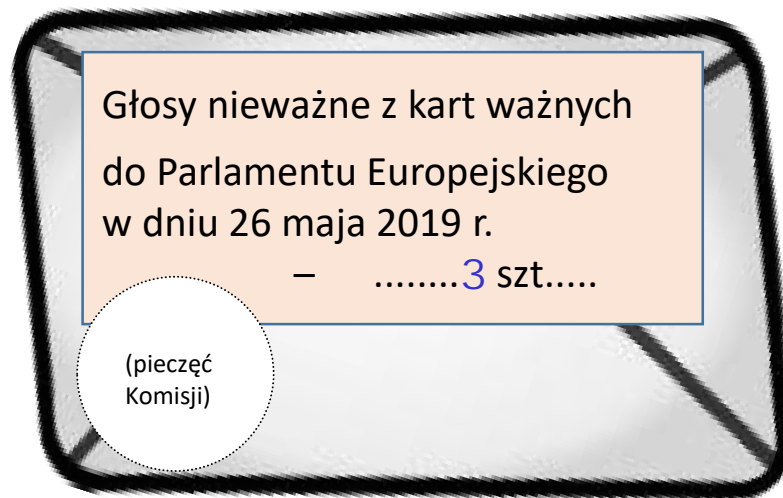 Głosy nieważne z kart ważnych
do Parlamentu Europejskiego
w dniu 26 maja 2019 r.
– ........3 szt.....
(pieczęć
Komisji)